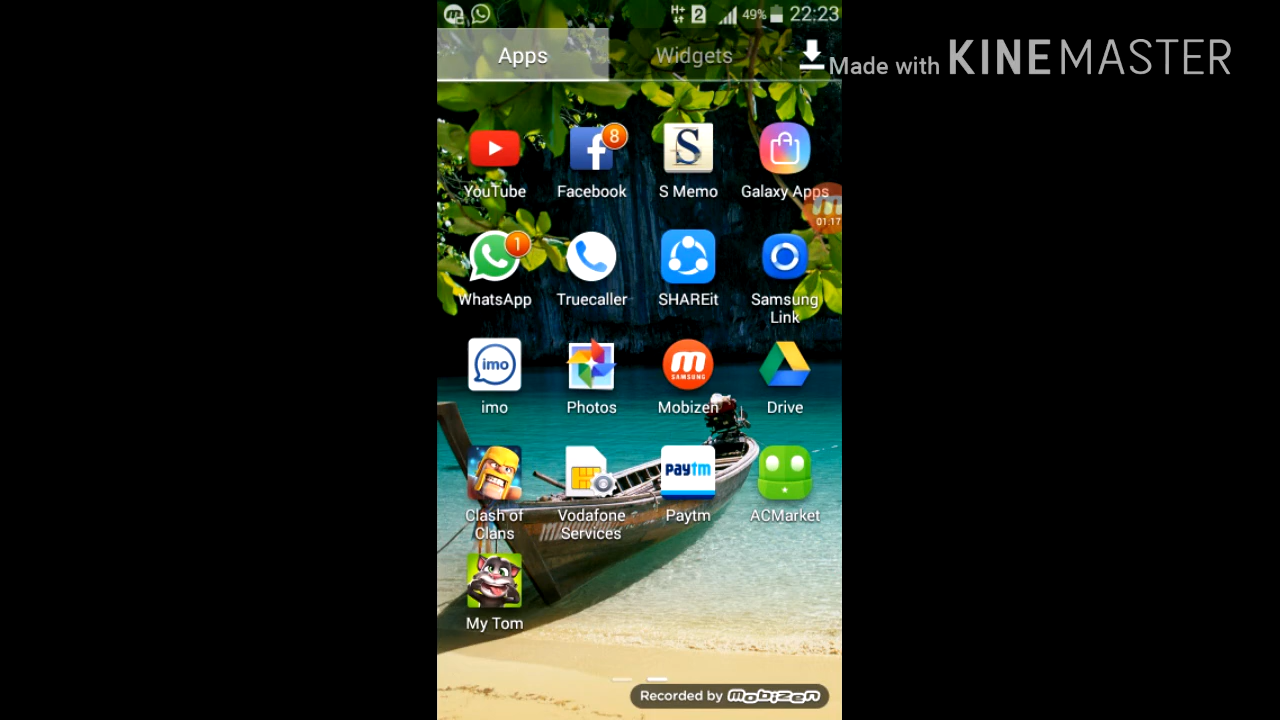 H+ 2 49% 22:23
Apps Widgets
Made with KINEMASTER
8
YouTube Facebook S Memo Galaxy Apps
01:17
1
WhatsApp Truecaller SHAREit Samsung Link
imo
SAMSUNG
imo Photos Mobizen Drive
Paytm
Clash of Clans Vodafone Services Paytm ACMarket
My Tom
Recorded by Mobizen